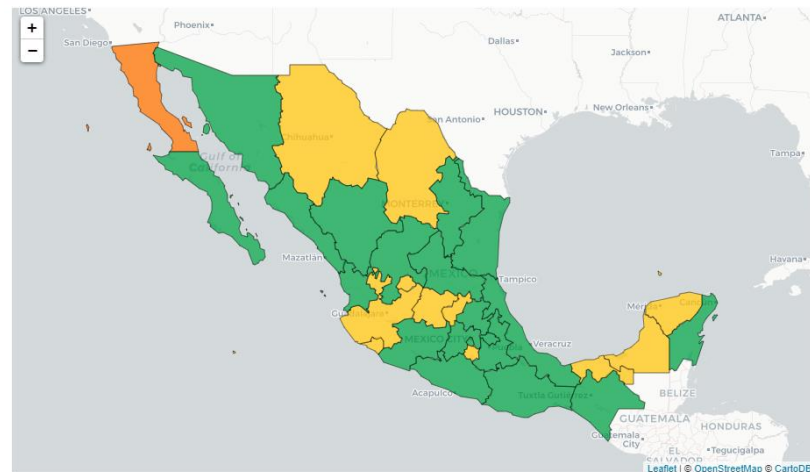 LOS ANGELES
Phoenix
ATLANTA
+
San Diego
Dallas
Jackson
−
San Antonio
HOUSTON
New Orleans
Chihuahua
Tampa
Gulf of
California
MONTERREY
Havana
Mazatlán
MEXICO
Tampico
Mérida
Cancún
Guadalajara
MEXICO CITY
Puebla
Veracruz
Acapulco
Tuxtla Gutiérrez
BELIZE
GUATEMALA
Guatemala
City
HONDURAS
EL
SALVADOR
Tegucigalpa
Leaflet | © OpenStreetMap © CartoDB